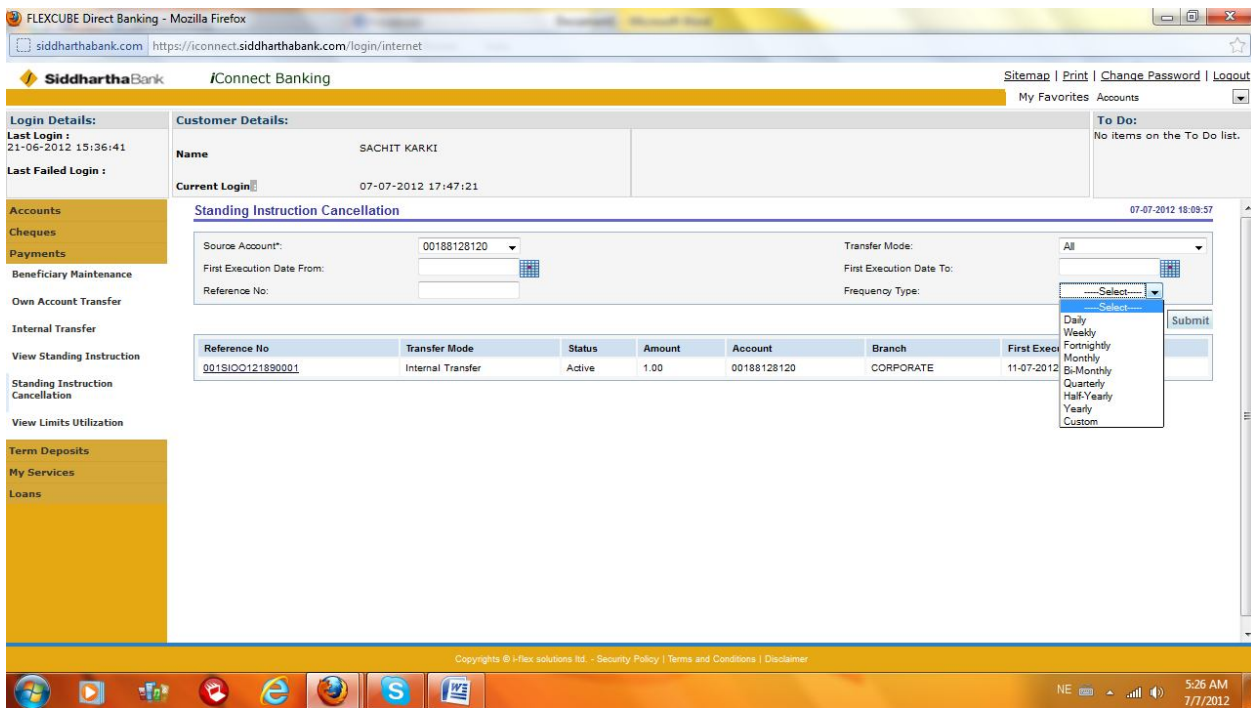 FLEXCUBE Direct Banking - Mozilla Firefox
siddharthabank.com https://iconnect.siddharthabank.com/login/internet
SiddharthaBank iConnect Banking Sitemap | Print | Change Password | Logout
My Favorites Accounts
Login Details: Customer Details: To Do:
Last Login :
21-06-2012 15:36:41
Last Failed Login :
Name SACHIT KARKI
Current Login: 07-07-2012 17:47:21
No items on the To Do list.
Accounts
Cheques
Payments
Beneficiary Maintenance
Own Account Transfer
Internal Transfer
View Standing Instruction
Standing Instruction
Cancellation
View Limits Utilization
Term Deposits
My Services
Loans
Standing Instruction Cancellation 07-07-2012 18:09:57
Source Account*: 00188128120 Transfer Mode: All
First Execution Date From: First Execution Date To:
Reference No: Frequency Type: -----Select-----
-----Select-----
Daily
Weekly
Fortnightly
Monthly
Bi-Monthly
Quarterly
Half-Yearly
Yearly
Custom
Submit
Reference No Transfer Mode Status Amount Account Branch First Exec
001SIOO121890001 Internal Transfer Active 1.00 00188128120 CORPORATE 11-07-2012
Copyrights @ i-flex solutions ltd. - Security Policy | Terms and Conditions | Disclaimer
NE 5:26 AM
7/7/2012